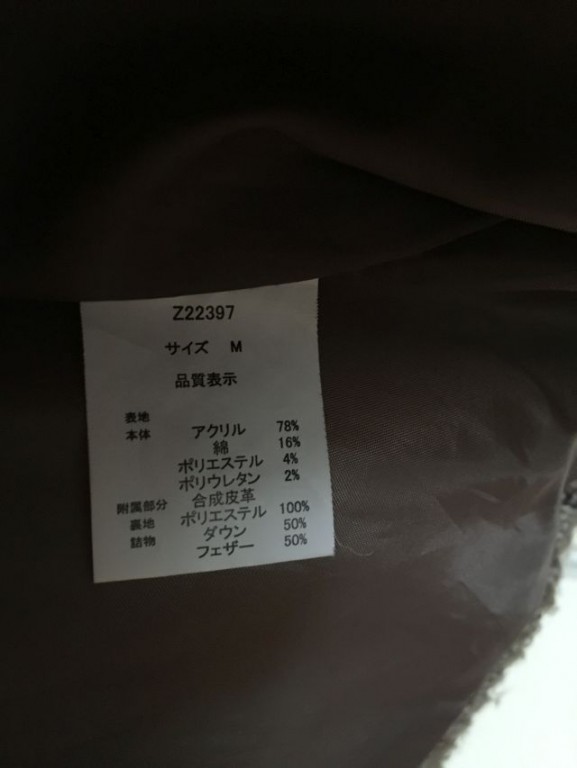 Z22397
サイズ M
品質表示
表地
本体 アクリル 78%
綿 16%
ポリエステル 4%
ポリウレタン 2%
附属部分 合成皮革
裏地 ポリエステル 100%
詰物 ダウン 50%
フェザー 50%